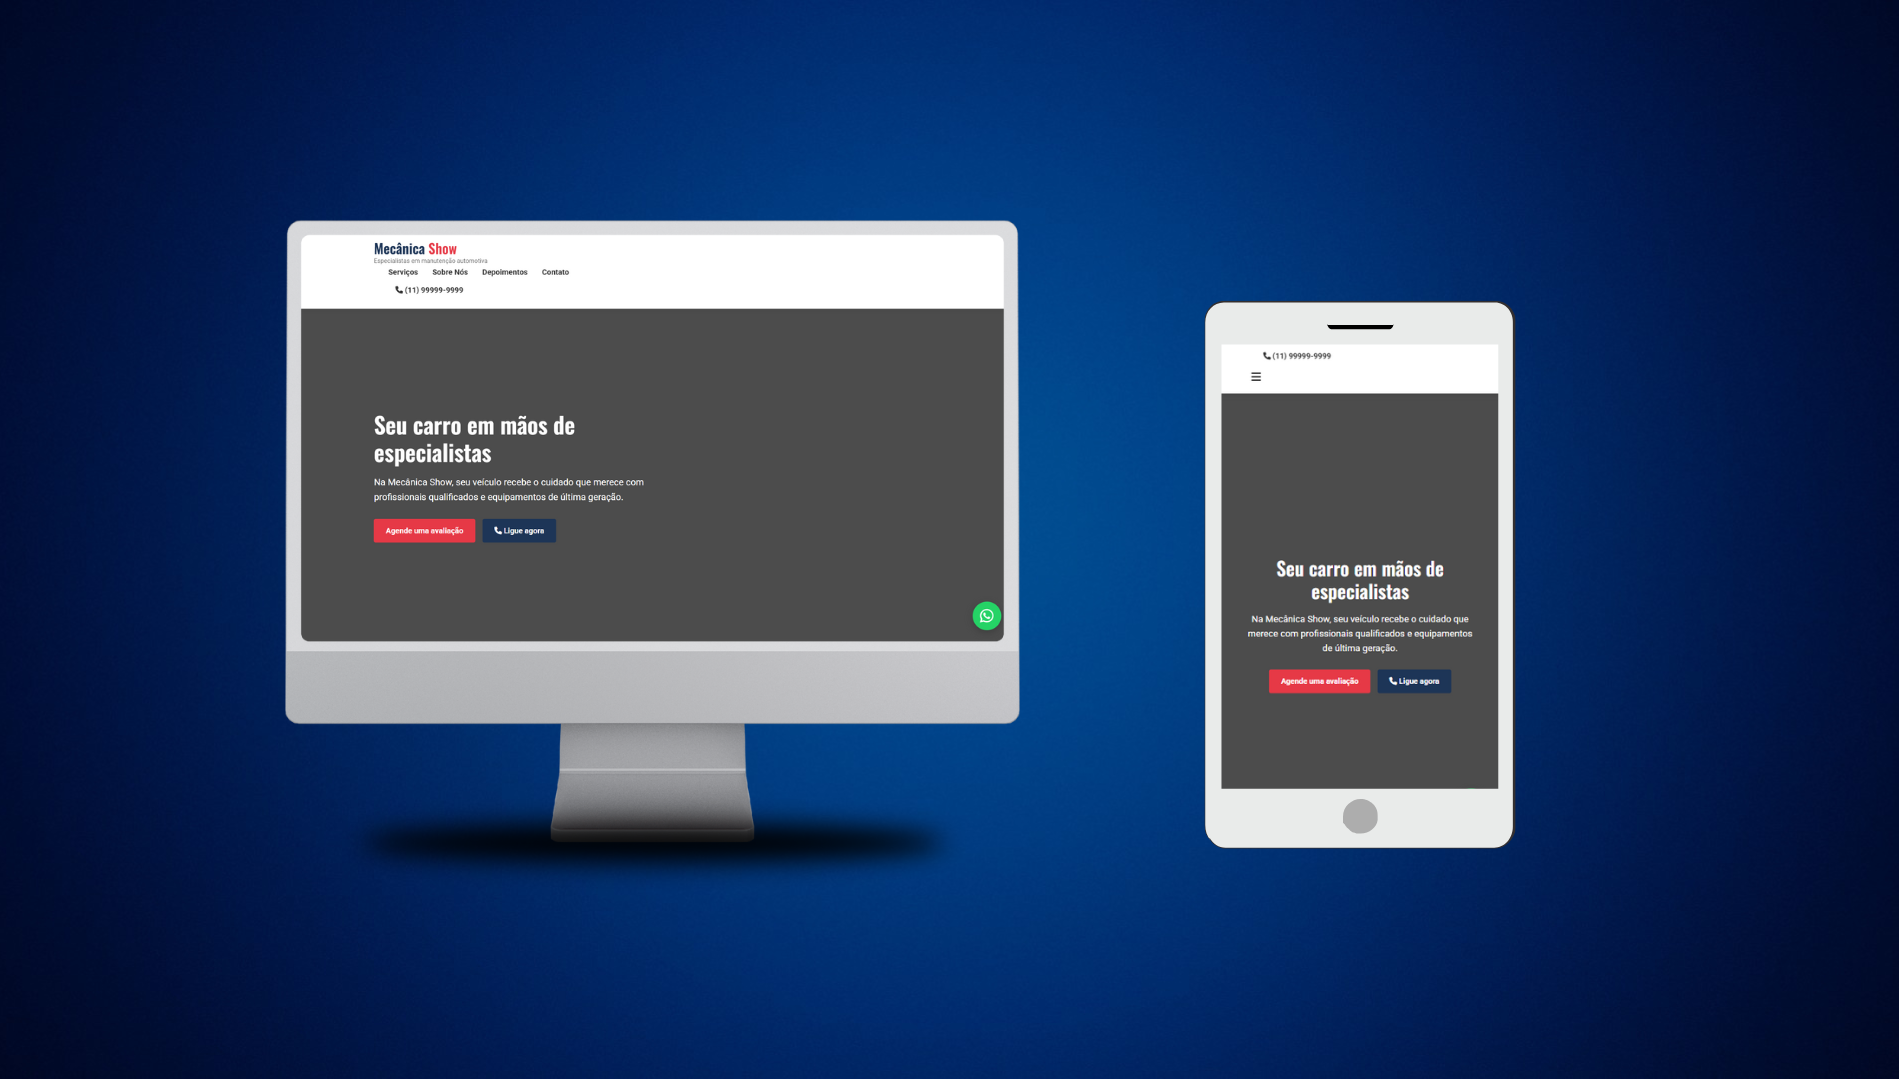 Mecânica Show
Especialistas em manutenção automotiva
Serviços Sobre Nós Depoimentos Contato
(11) 99999-9999
Seu carro em mãos de
especialistas
Na Mecânica Show, seu veículo recebe o cuidado que merece com
profissionais qualificados e equipamentos de última geração.
Agende uma avaliação Ligue agora
(11) 99999-9999
Seu carro em mãos de
especialistas
Na Mecânica Show, seu veículo recebe o cuidado que
merece com profissionais qualificados e equipamentos
de última geração.
Agende uma avaliação Ligue agora